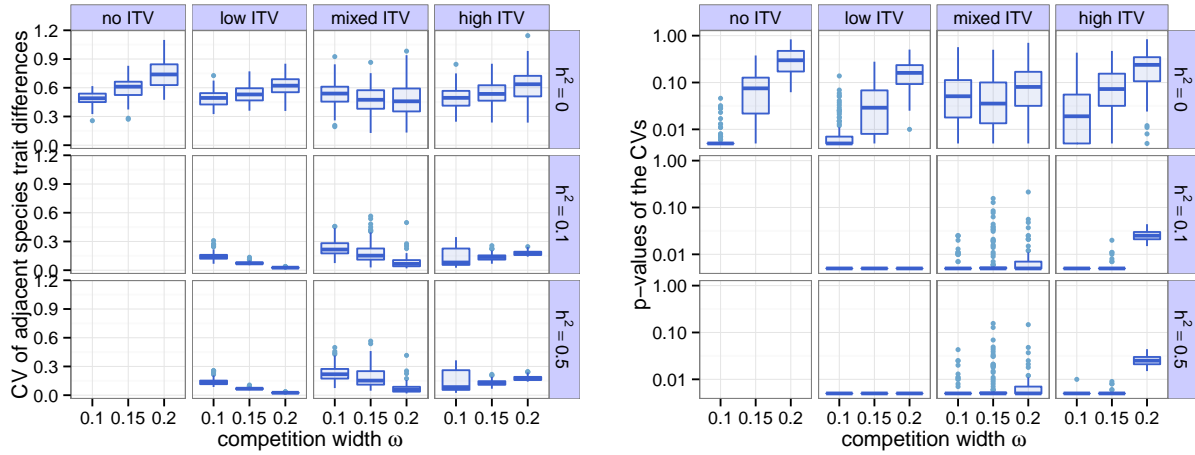 no ITV low ITV mixed ITV high ITV
CV of adjacent species trait differences
1.2
0.9
0.6
0.3
0.0
h² = 0
1.2
0.9
0.6
0.3
0.0
h² = 0.1
1.2
0.9
0.6
0.3
0.0
h² = 0.5
0.1 0.15 0.2 0.1 0.15 0.2 0.1 0.15 0.2 0.1 0.15 0.2
competition width ω
no ITV low ITV mixed ITV high ITV
p−values of the CVs
1.00
0.10
0.01
h² = 0
1.00
0.10
0.01
h² = 0.1
1.00
0.10
0.01
h² = 0.5
0.1 0.15 0.2 0.1 0.15 0.2 0.1 0.15 0.2 0.1 0.15 0.2
competition width ω